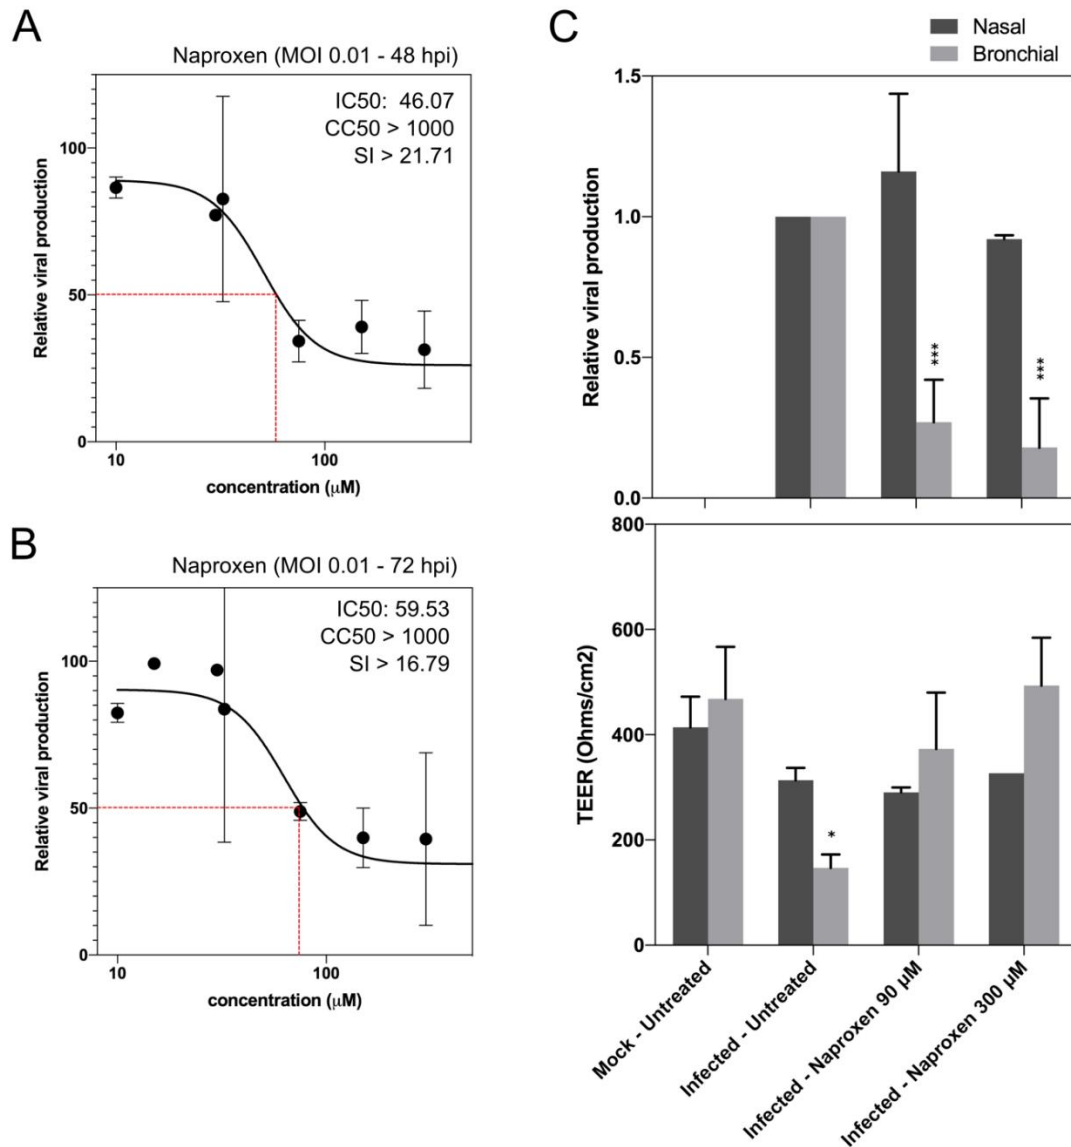 A
Naproxen (MOI 0.01 - 48 hpi)
IC50: 46.07
CC50 > 1000
SI > 21.71
Relative viral production
100
50
0
10
100
concentration (μM)
B
Naproxen (MOI 0.01 - 72 hpi)
IC50: 59.53
CC50 > 1000
SI > 16.79
Relative viral production
100
50
0
10
100
concentration (μM)
C
Nasal
Bronchial
Relative viral production
1.5
1.0
0.5
0.0
***
***
TEER (Ohms/cm2)
800
600
400
200
0
*
Mock - Untreated
Infected - Untreated
Infected - Naproxen 90 μM
Infected - Naproxen 300 μM